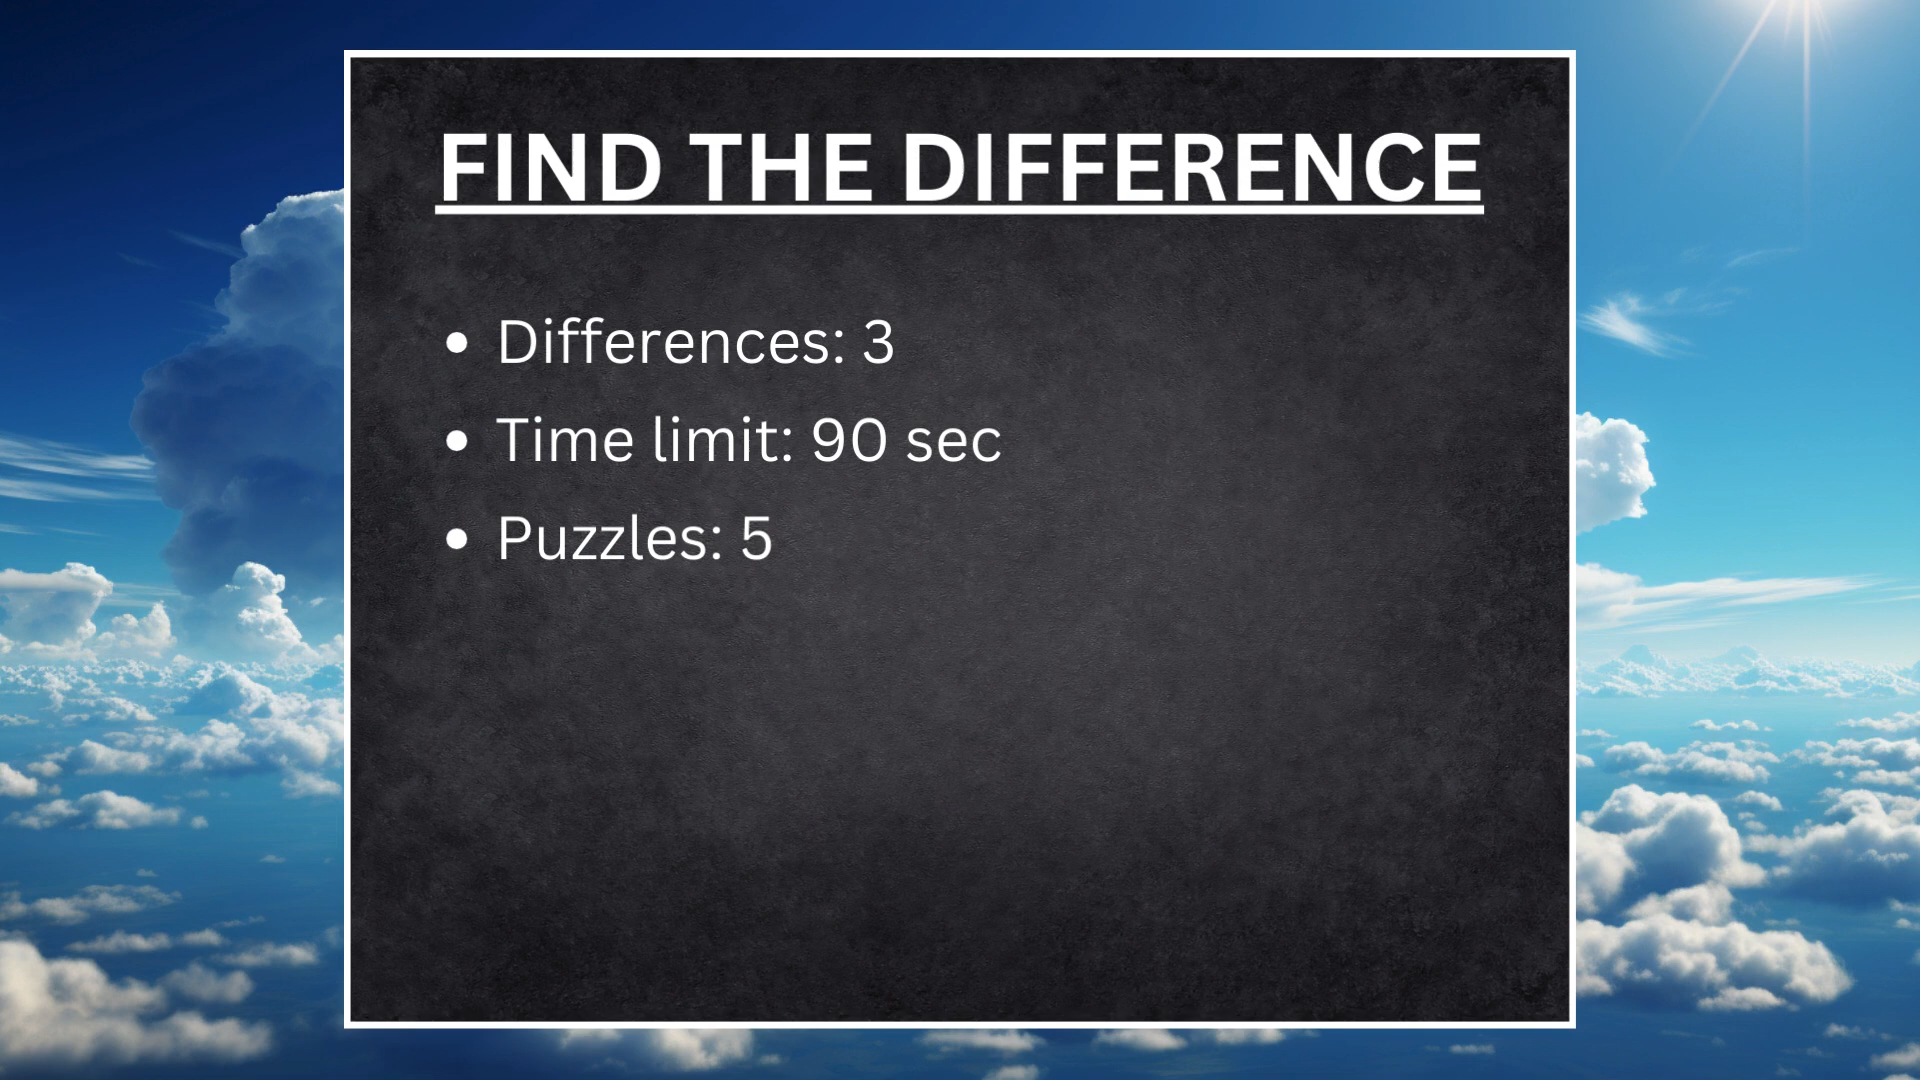 FIND THE DIFFERENCE
• Differences: 3
• Time limit: 90 sec
• Puzzles: 5